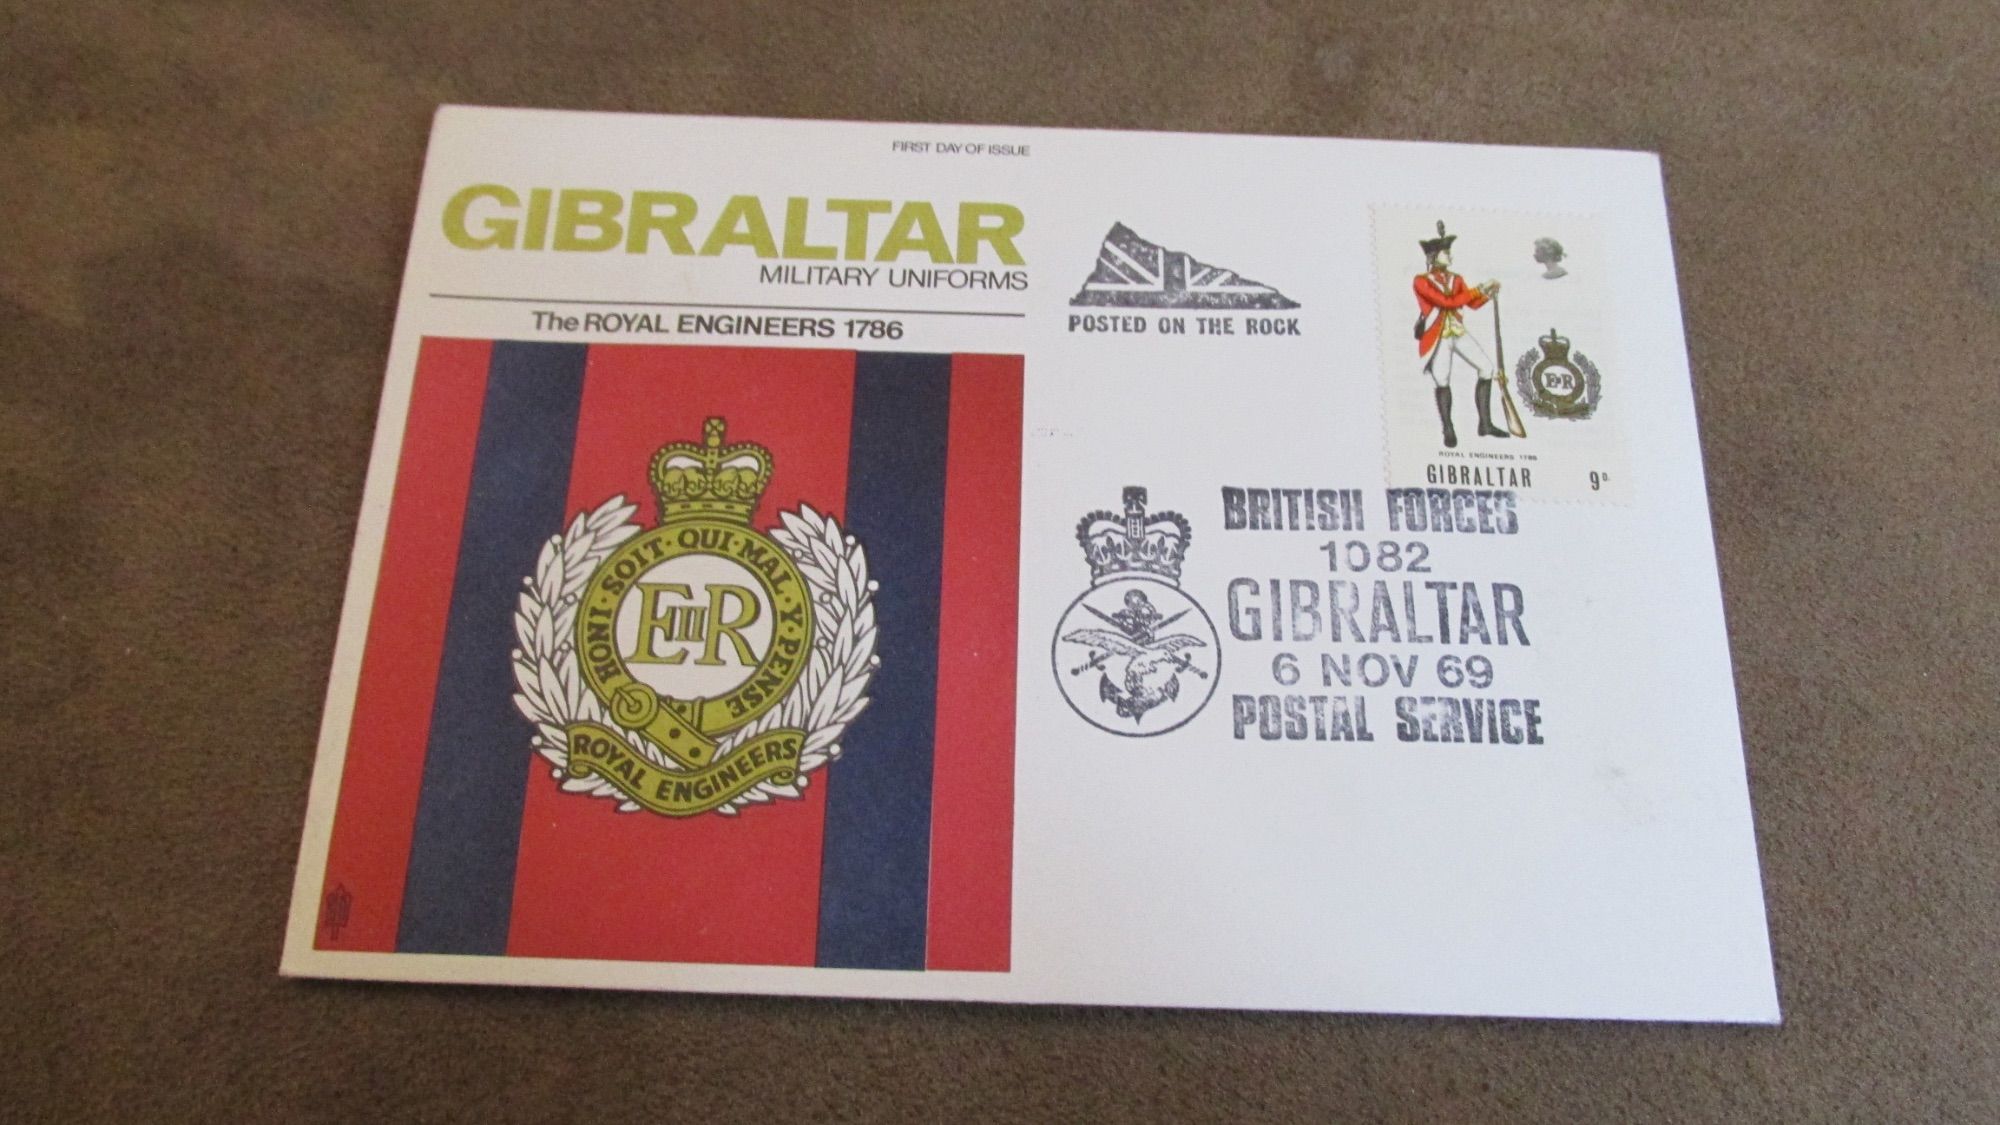 FIRST DAY OF ISSUE
GIBRALTAR
MILITARY UNIFORMS
The ROYAL ENGINEERS 1786
HONI·SOIT·QUI·MAL·Y·PENSE
EIIR
ROYAL ENGINEERS
POSTED ON THE ROCK
ROYAL ENGINEERS 1786
GIBRALTAR 9D.
BRITISH FORCES
1082
GIBRALTAR
6 NOV 69
POSTAL SERVICE